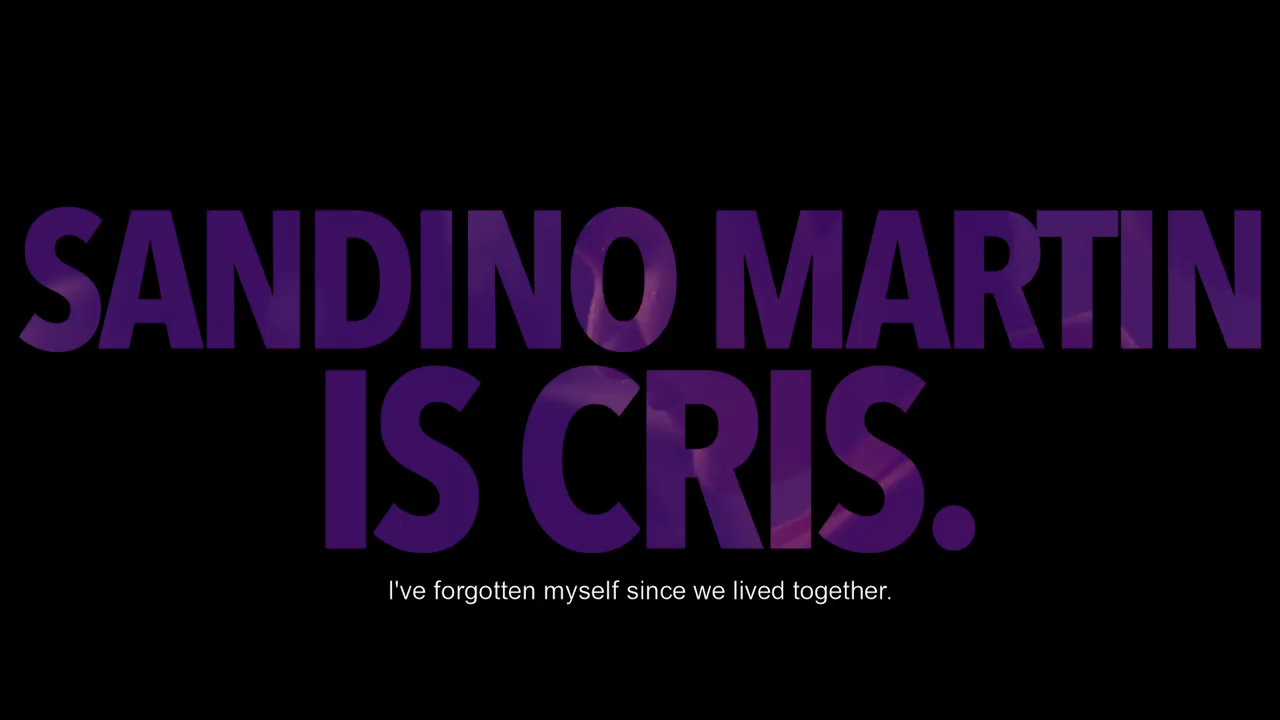 SANDINO MARTIN
IS CRIS.
I've forgotten myself since we lived together.